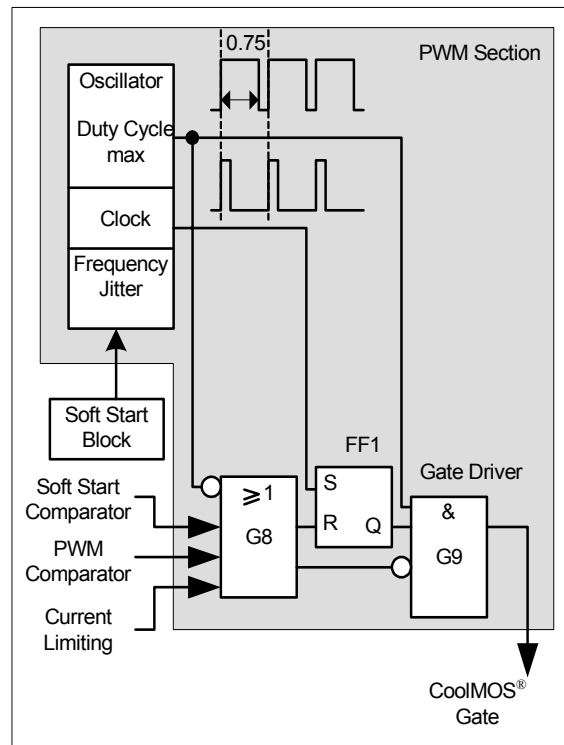 0.75
PWM Section
Oscillator
Duty Cycle
max
Clock
Frequency
Jitter
Soft Start
Block
FF1
Gate Driver
Soft Start
Comparator
PWM
Comparator
Current
Limiting
≥1
G8
S
R
Q
&
G9
CoolMOS®
Gate